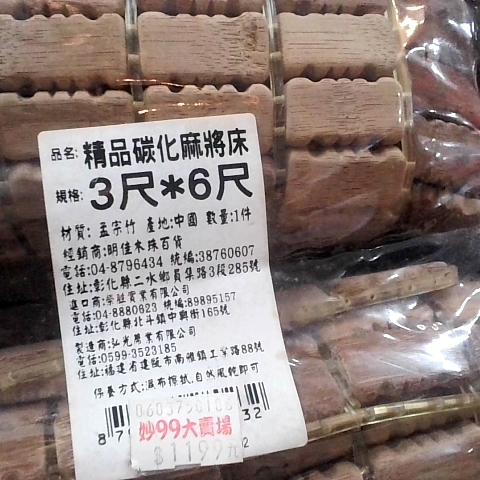 品名: 精品碳化麻將床
規格: 3尺*6尺
材質: 孟宗竹 產地:中國 數量:1件
經銷商:明佳木珠百貨
電話:04-8796434 統編:38760607
住址:彰化縣二水鄉員集路3段285號
進口商:榮祖實業有限公司
電話:04-8880623 統編:89895157
住址:彰化縣北斗鎮中興街165號
製造商:弘光居業有限公司
電話:0599-3523185
住址:福建省建甌市南雅鎮工業路88號
保養方式:濕布擦拭,自然風乾即可
妙99大賣場
$1199元